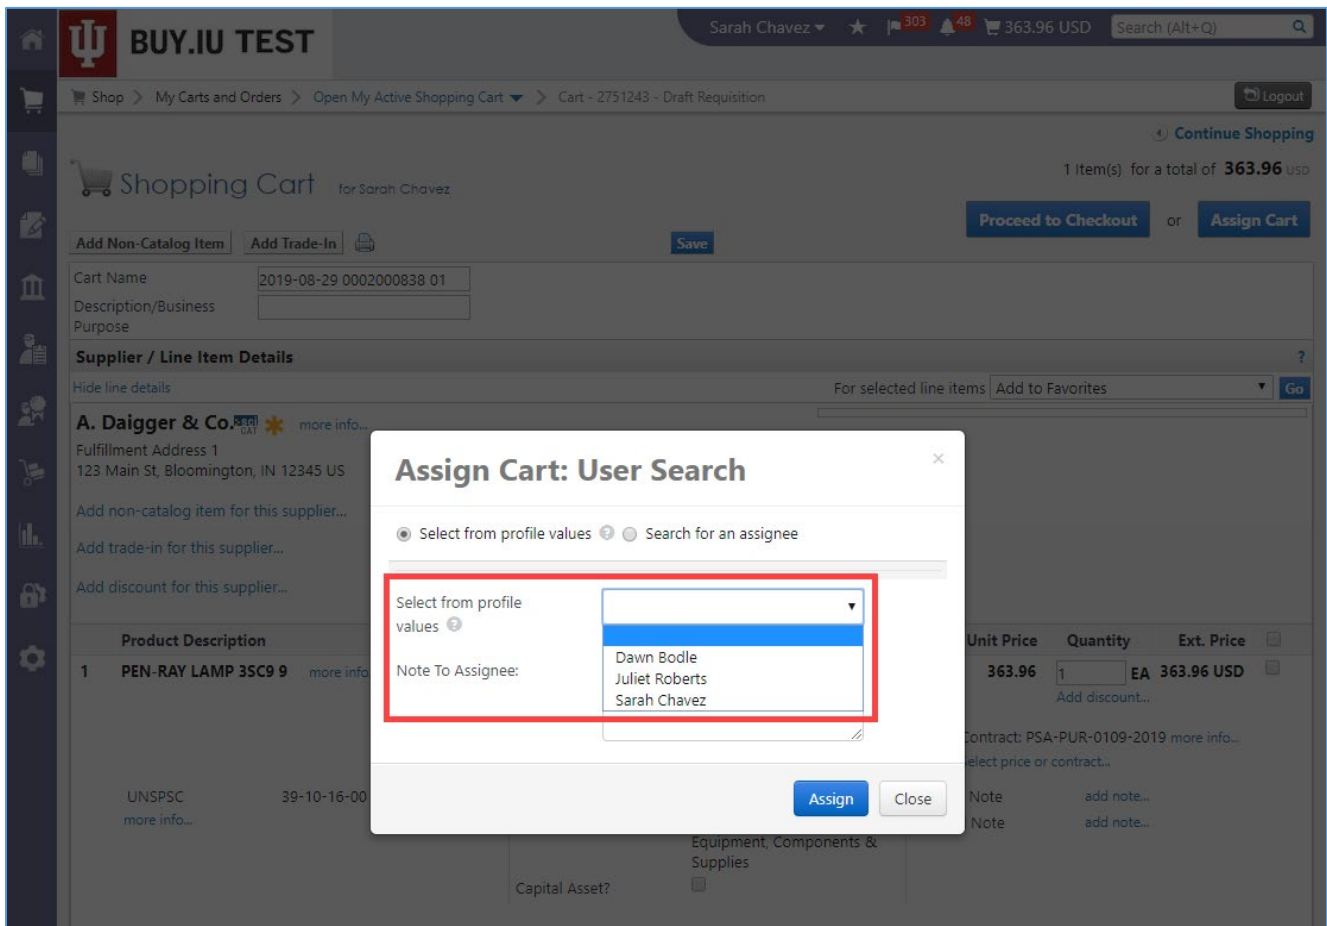 BUY.IU TEST
Sarah Chavez 303 48 363.96 USD Search (Alt+Q)
Shop > My Carts and Orders > Open My Active Shopping Cart > Cart - 2751243 - Draft Requisition Logout
Continue Shopping
Shopping Cart for Sarah Chavez
1 Item(s) for a total of 363.96 USD
Proceed to Checkout or Assign Cart
Add Non-Catalog Item Add Trade-In Save
Cart Name 2019-08-29 0002000838 01
Description/Business
Purpose
Supplier / Line Item Details ?
Hide line details For selected line items Add to Favorites Go
A. Daigger & Co. sci CAT more info...
Fulfillment Address 1
123 Main St, Bloomington, IN 12345 US
Add non-catalog item for this supplier...
Add trade-in for this supplier...
Add discount for this supplier...
Assign Cart: User Search ×
Select from profile values ? Search for an assignee
Select from profile
values ?
Dawn Bodle
Juliet Roberts
Sarah Chavez
Note To Assignee:
Assign Close
Product Description Unit Price Quantity Ext. Price
1 PEN-RAY LAMP 3SC9 9 more info 363.96 1 EA 363.96 USD
Add discount...
Contract: PSA-PUR-0109-2019 more info...
elect price or contract...
UNSPSC 39-10-16-00 Note add note...
more info... Note add note...
Equipment, Components &
Supplies
Capital Asset?